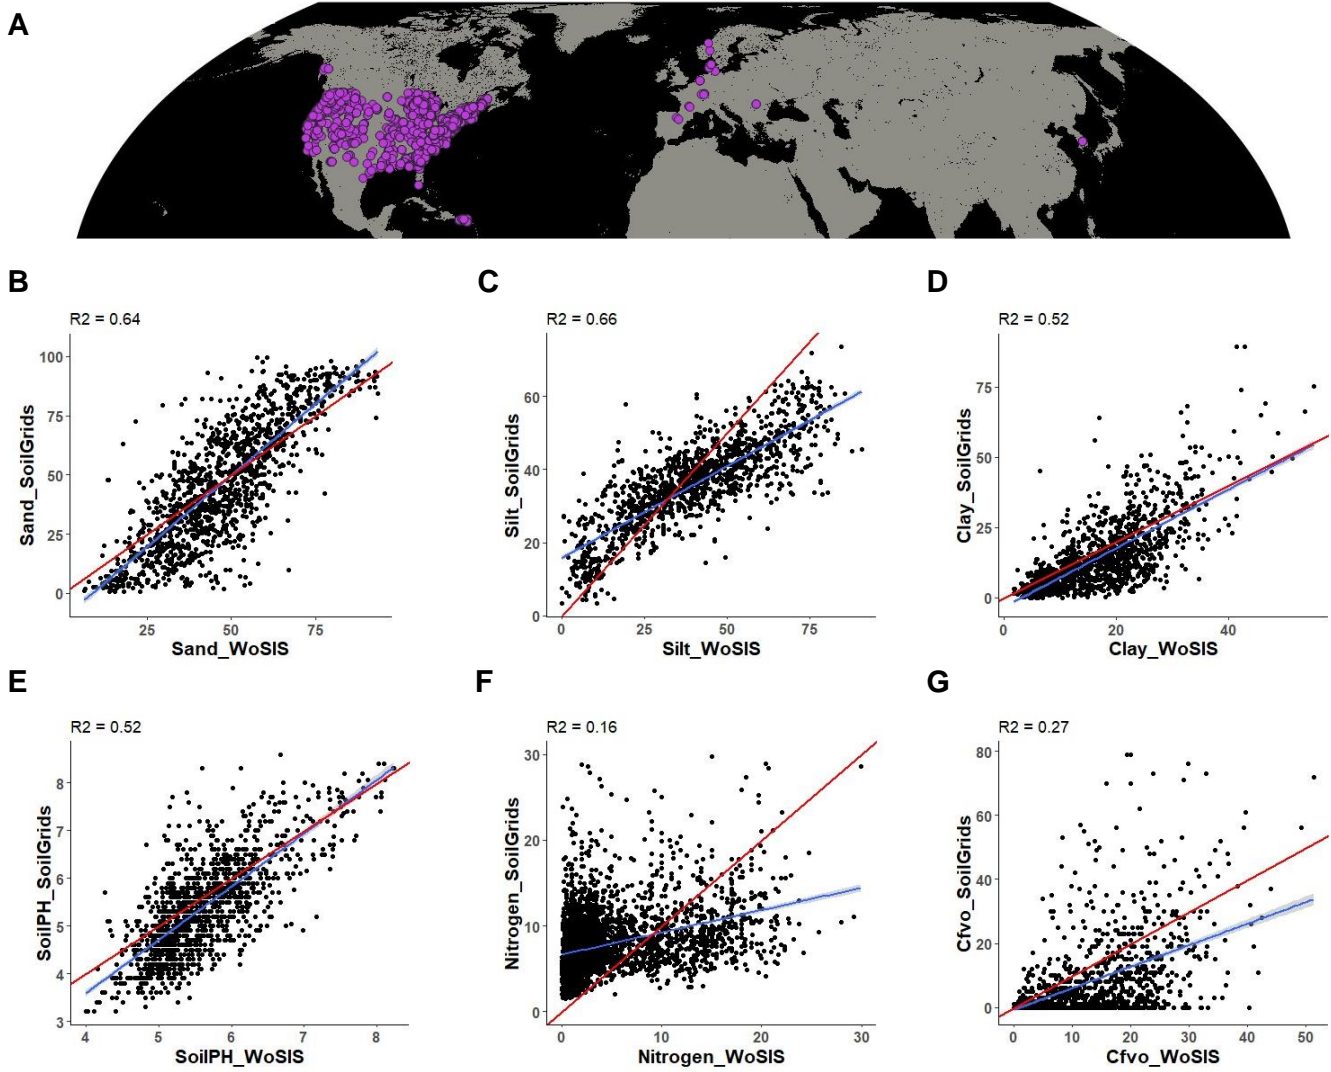 A
B
C
D
R2 = 0.64
R2 = 0.66
R2 = 0.52
Sand_SoilGrids
100
75
50
25
0
25
50
75
Sand_WoSIS
Silt_SoilGrids
60
40
20
0
0
25
50
75
Silt_WoSIS
Clay_SoilGrids
75
50
25
0
0
20
40
Clay_WoSIS
E
F
G
R2 = 0.52
R2 = 0.16
R2 = 0.27
SoilPH_SoilGrids
8
7
6
5
4
3
4
5
6
7
8
SoilPH_WoSIS
Nitrogen_SoilGrids
30
20
10
0
0
10
20
30
Nitrogen_WoSIS
Cfvo_SoilGrids
80
60
40
20
0
0
10
20
30
40
50
Cfvo_WoSIS